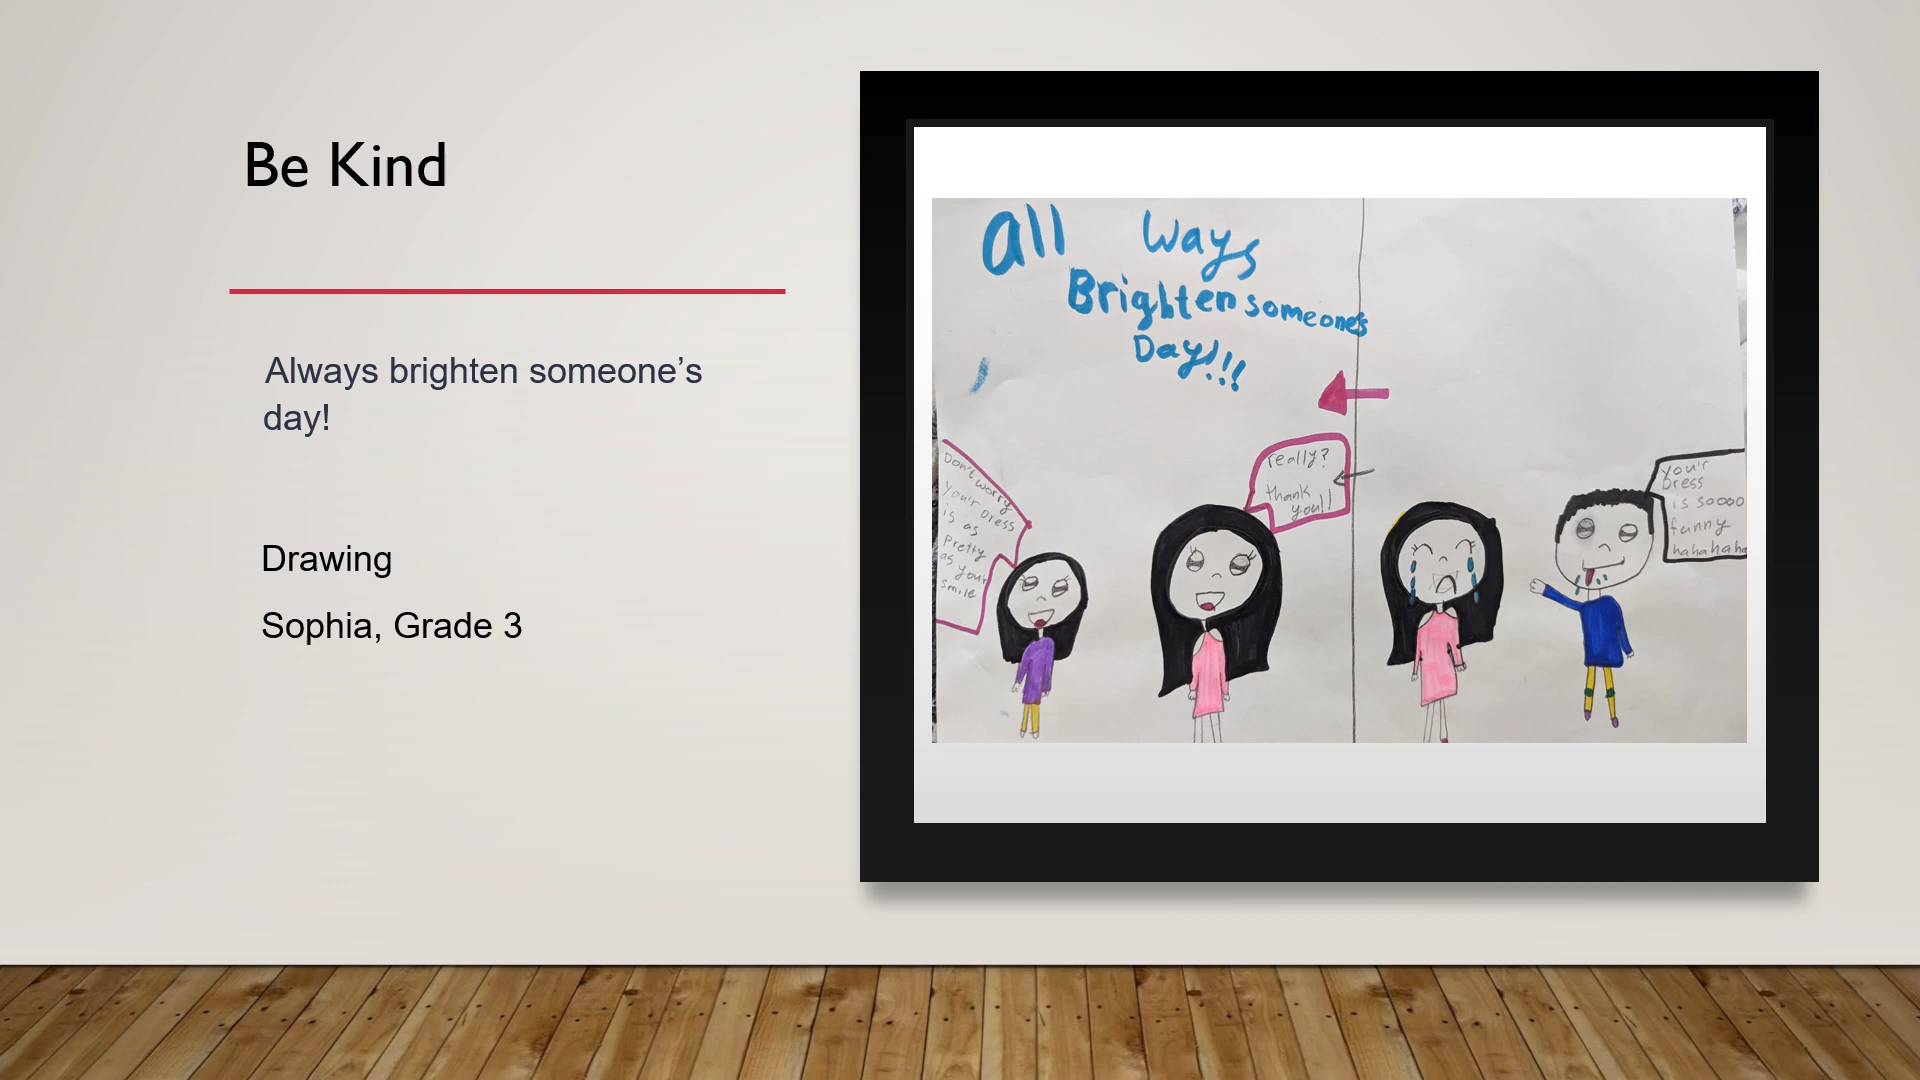 Be Kind
Always brighten someone's
day!
Drawing
Sophia, Grade 3
all ways
Brighten someone's
Day!!!
Don't worry
your'r Dress
is as
Pretty
as your
smile
really?
thank
you!!
you'r
Dress
is soooo
funny
hahahaha